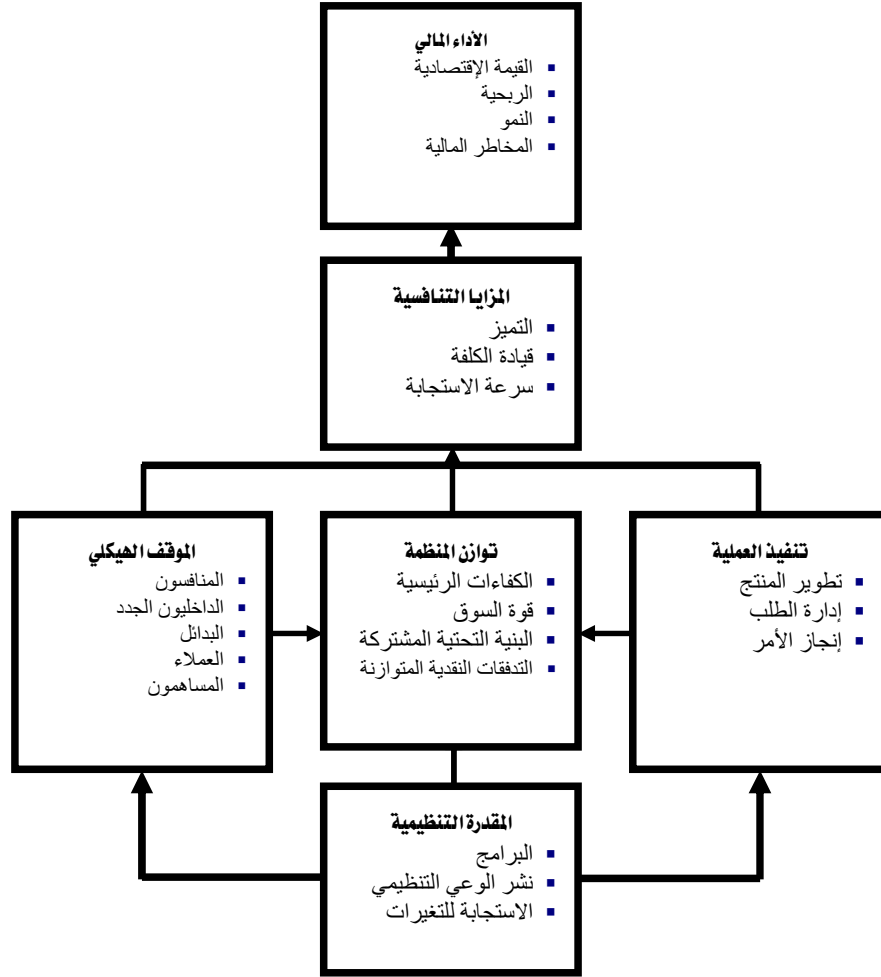 الأداء المالي
القيمة الإقتصادية
الربحية
النمو
المخاطر المالية
المزايا التنافسية
التميز
قيادة الكلفة
سرعة الاستجابة
تنفيذ العملية
تطوير المنتج
إدارة الطلب
إنجاز الأمر
توازن المنظمة
الكفاءات الرئيسية
قوة السوق
البنية التحتية المشتركة
التدفقات النقدية المتوازنة
الموقف الهيكلي
المنافسون
الداخليون الجدد
البدائل
العملاء
المساهمون
المقدرة التنظيمية
البرامج
نشر الوعي التنظيمي
الاستجابة للتغيرات